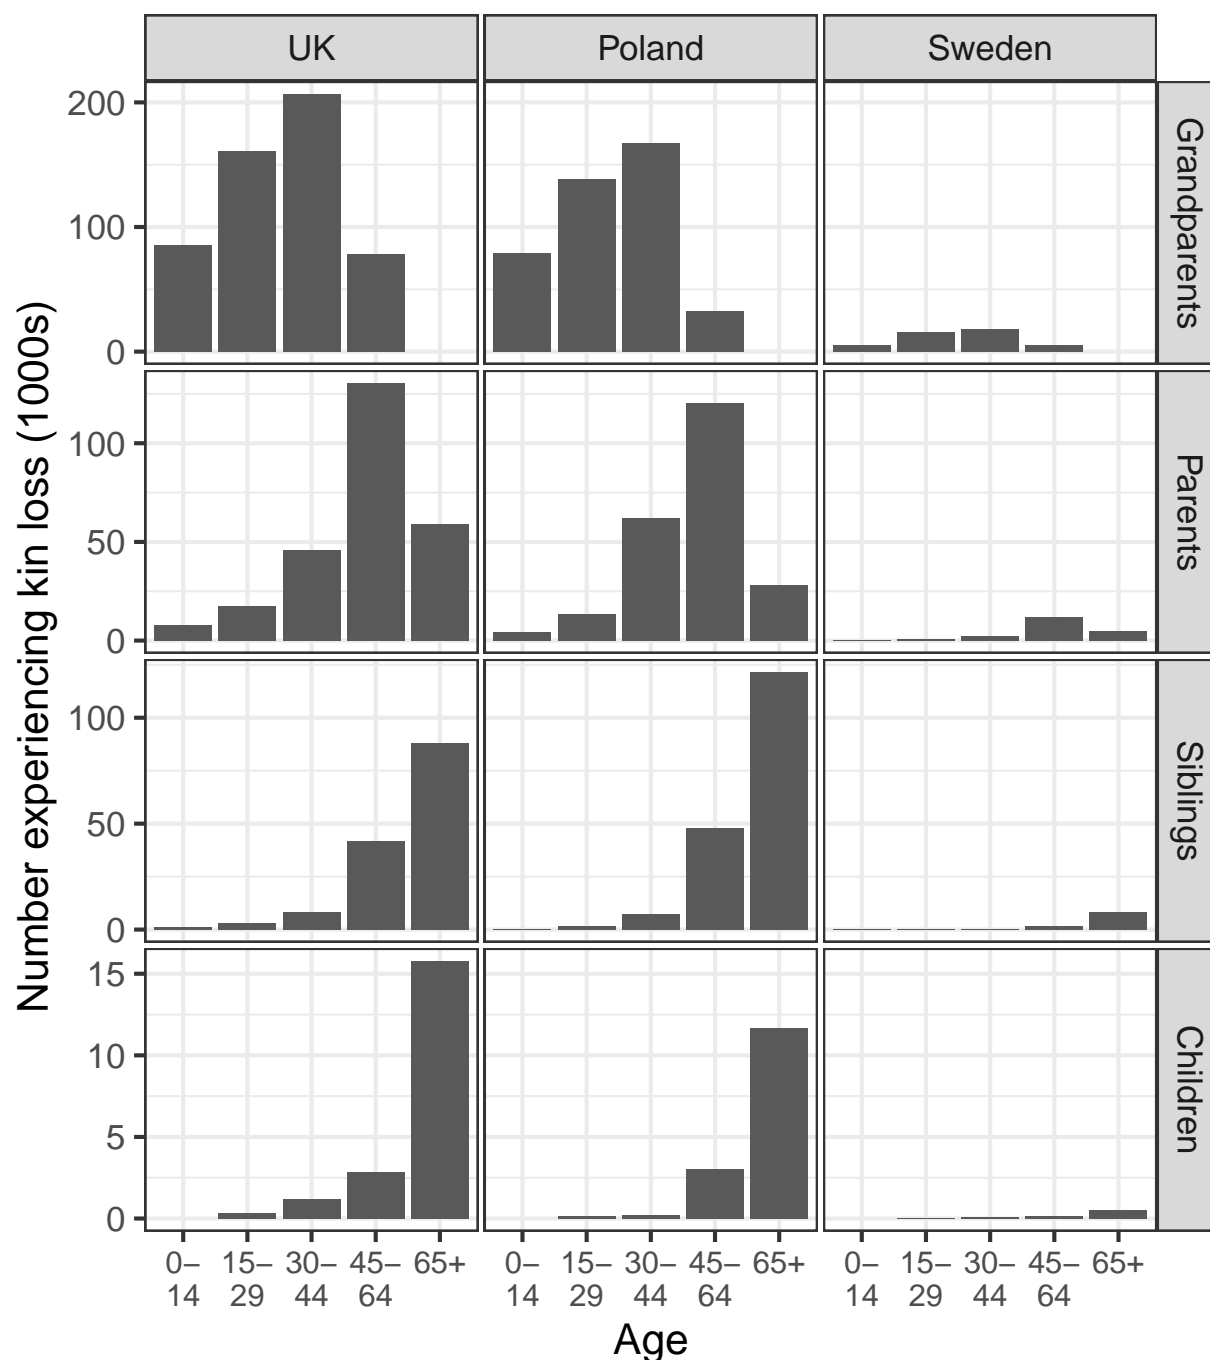 UK Poland Sweden
Number experiencing kin loss (1000s)
200
100
0
Grandparents
100
50
0
Parents
100
50
0
Siblings
15
10
5
0
Children
0– 15– 30– 45– 65+ 0– 15– 30– 45– 65+ 0– 15– 30– 45– 65+
14 29 44 64 14 29 44 64 14 29 44 64
Age